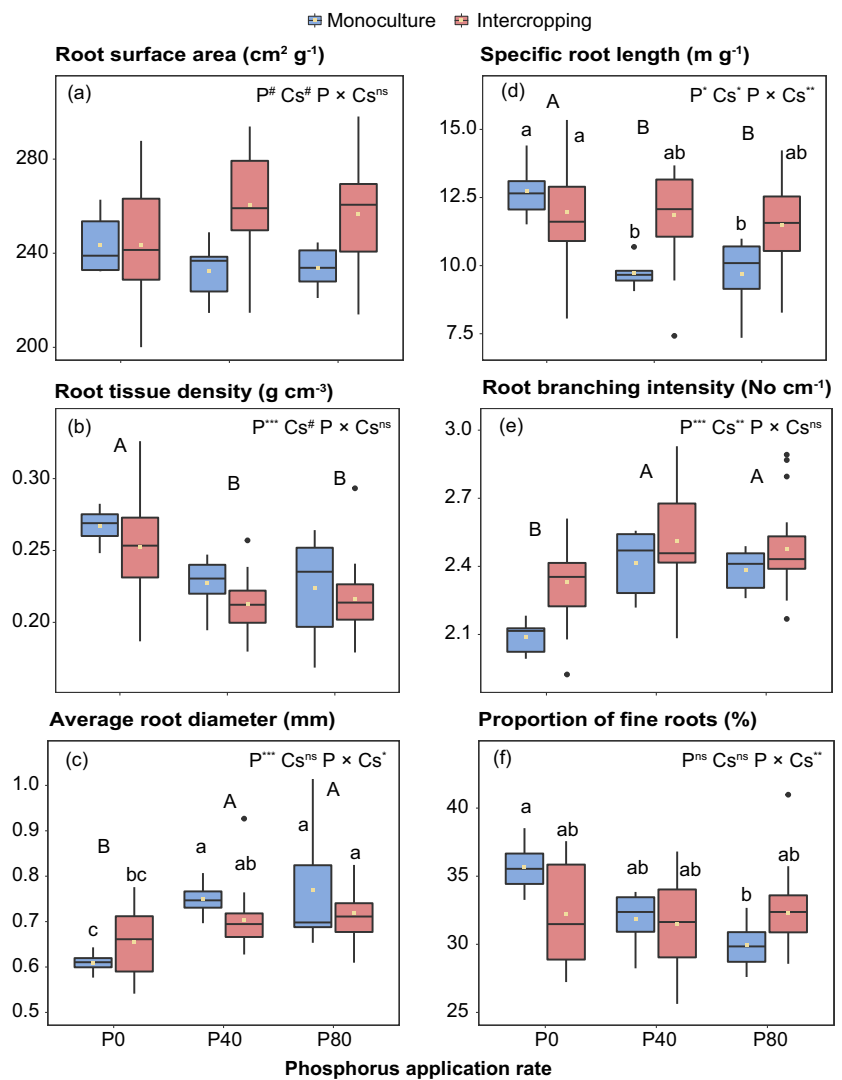 Monoculture Intercropping
Root surface area (cm² g⁻¹)
(a) P# Cs# P × Csⁿˢ
280
240
200
Specific root length (m g⁻¹)
(d) P* Cs* P × Cs**
A
a a
B
ab
b
B
ab
b
15.0
12.5
10.0
7.5
Root tissue density (g cm⁻³)
(b) P*** Cs# P × Csⁿˢ
A
B
B
0.30
0.25
0.20
Root branching intensity (No cm⁻¹)
(e) P*** Cs** P × Csⁿˢ
B
A
A
3.0
2.7
2.4
2.1
Average root diameter (mm)
(c) P*** Csⁿˢ P × Cs*
B
bc
c
A
a
ab
A
a
a
1.0
0.9
0.8
0.7
0.6
0.5
P0 P40 P80
Proportion of fine roots (%)
(f) Pⁿˢ Csⁿˢ P × Cs**
a
ab
ab ab
ab
b
40
35
30
25
P0 P40 P80
Phosphorus application rate